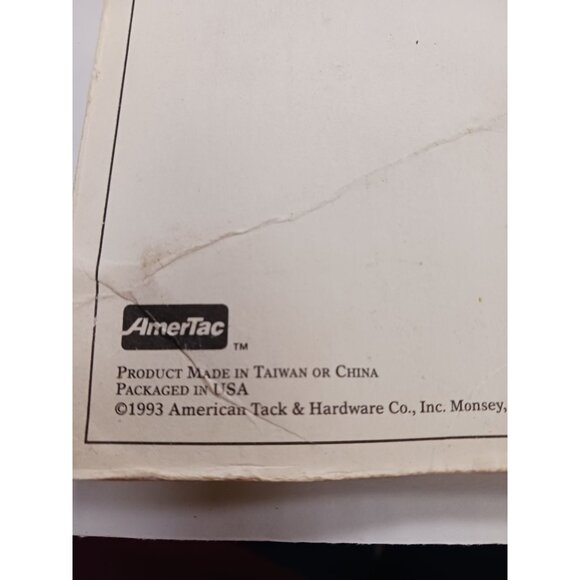 AmerTac
TM
PRODUCT MADE IN TAIWAN OR CHINA
PACKAGED IN USA
©1993 American Tack & Hardware Co., Inc. Monsey,